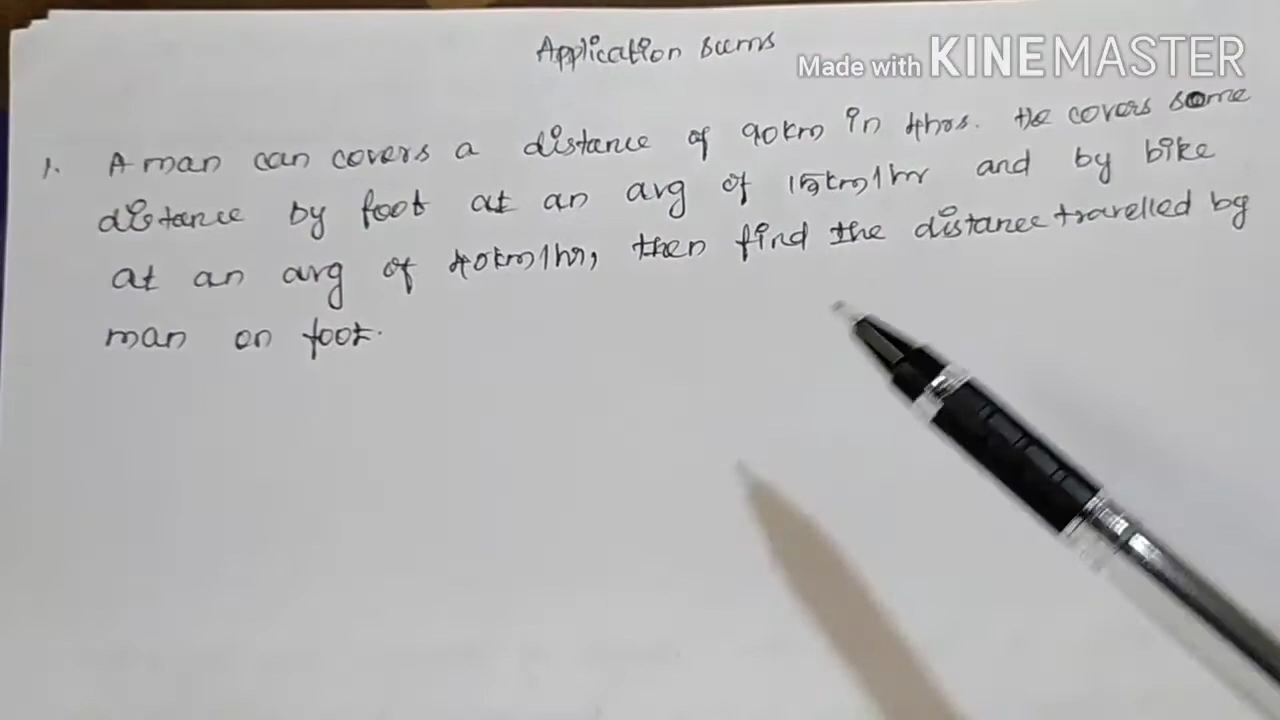 Application sums
Made with KINEMASTER
1. A man can covers a distance of 90km in 4hrs. He covers some
distance by foot at an avg of 15km/hr and by bike
at an avg of 40km/hr, then find the distance travelled by
man on foot.